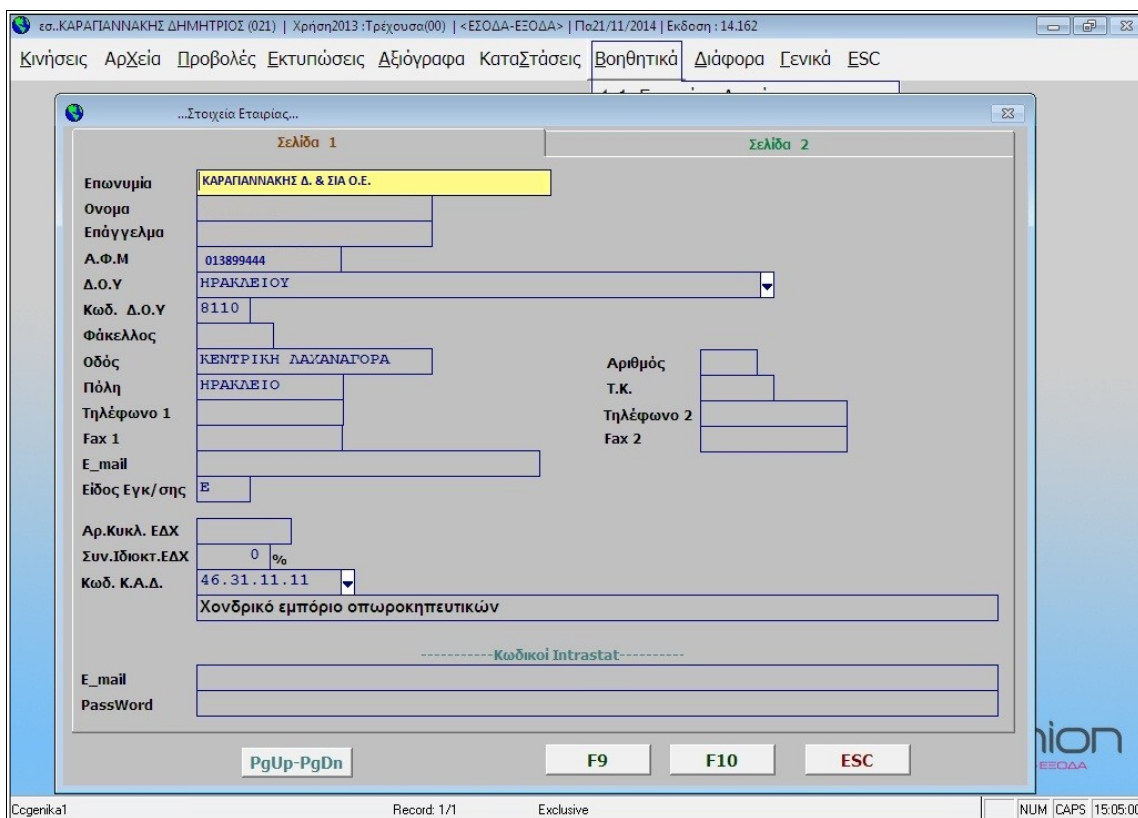 εσ..ΚΑΡΑΓΙΑΝΝΑΚΗΣ ΔΗΜΗΤΡΙΟΣ (021) | Χρήση2013 :Τρέχουσα(00) | <ΕΣΟΔΑ-ΕΞΟΔΑ> | Πα21/11/2014 | Εκδοση : 14.162
Κινήσεις ΑρΧεία Προβολές Εκτυπώσεις Αξιόγραφα ΚαταΣτάσεις Βοηθητικά Διάφορα Γενικά ESC
...Στοιχεία Εταιρίας...
Σελίδα 1 Σελίδα 2
Επωνυμία ΚΑΡΑΓΙΑΝΝΑΚΗΣ Δ. & ΣΙΑ Ο.Ε.
Ονομα
Επάγγελμα
Α.Φ.Μ 013899444
Δ.Ο.Υ ΗΡΑΚΛΕΙΟΥ
Κωδ. Δ.Ο.Υ 8110
Φάκελλος
Οδός ΚΕΝΤΡΙΚΗ ΛΑΧΑΝΑΓΟΡΑ Αριθμός
Πόλη ΗΡΑΚΛΕΙΟ Τ.Κ.
Τηλέφωνο 1 Τηλέφωνο 2
Fax 1 Fax 2
E_mail
Είδος Εγκ/σης Ε
Αρ.Κυκλ. ΕΔΧ
Συν.Ιδιοκτ.ΕΔΧ 0 %
Κωδ. Κ.Α.Δ. 46.31.11.11
Χονδρικό εμπόριο οπωροκηπευτικών
-----------Κωδικοί Intrastat----------
E_mail
PassWord
PgUp-PgDn F9 F10 ESC
-ΕΞΟΔΑ
Ccgenika1 Record: 1/1 Exclusive NUM CAPS 15:05:00